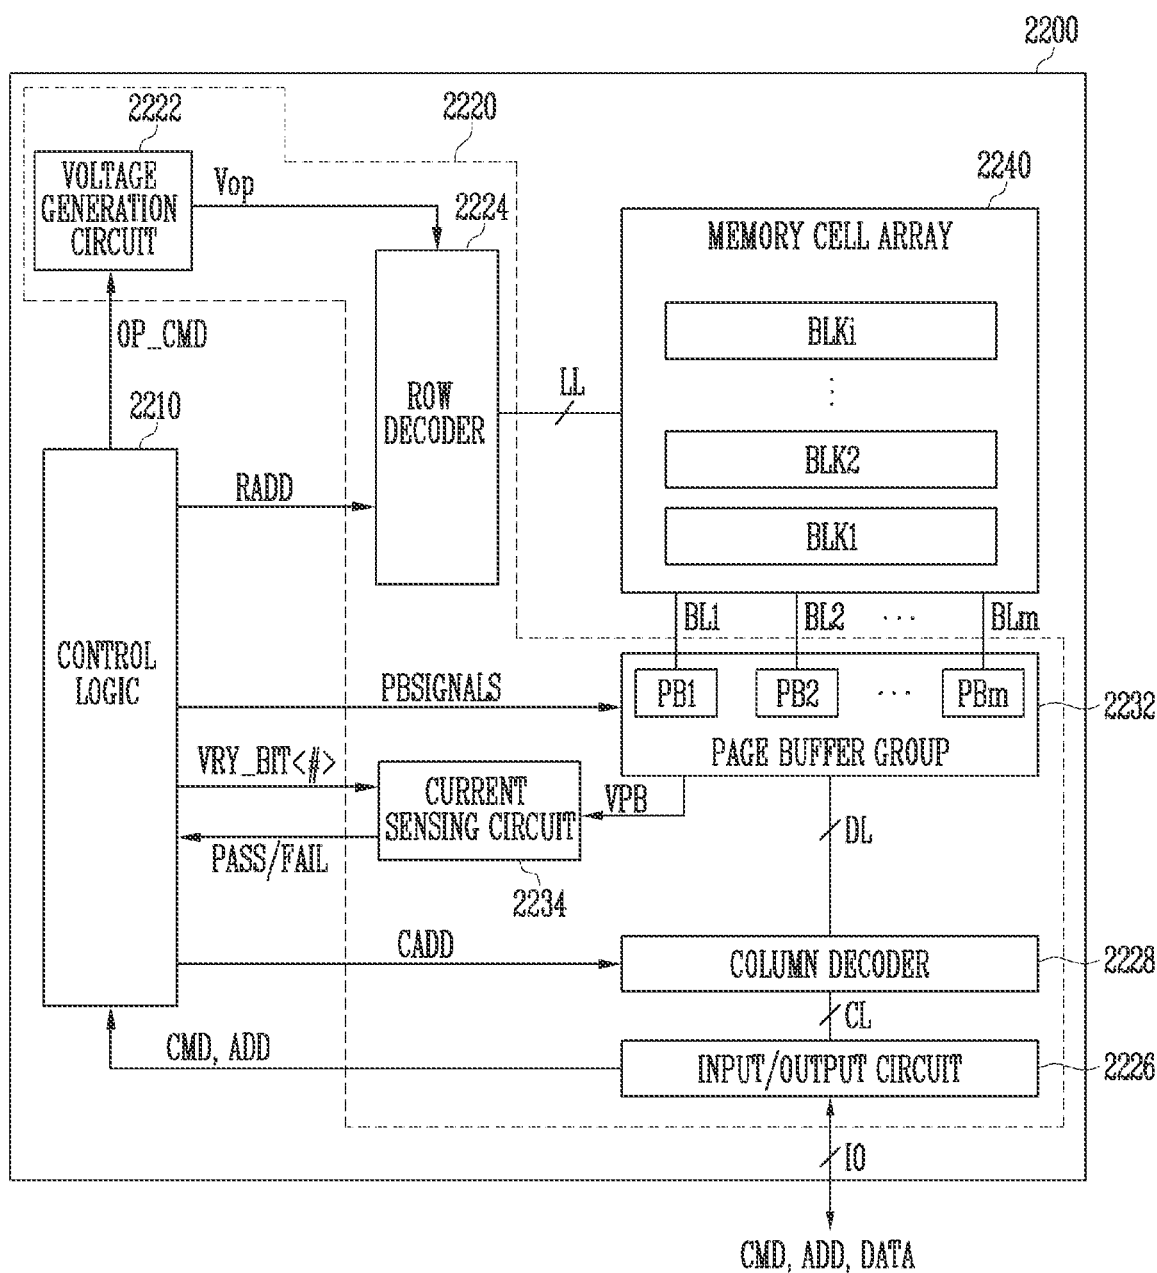 2200
2222
2220
VOLTAGE
GENERATION
CIRCUIT
Vop
2224
2240
MEMORY CELL ARRAY
BLKi
OP_CMD
ROW
DECODER
LL
2210
BLK2
RADD
BLK1
BL1
BL2
...
BLm
CONTROL
LOGIC
PBSIGNALS
PB1
PB2
...
PBm
2232
PAGE BUFFER GROUP
VRY_BIT<#>
CURRENT
SENSING CIRCUIT
VPB
PASS/FAIL
DL
2234
CADD
COLUMN DECODER
2228
CL
CMD, ADD
INPUT/OUTPUT CIRCUIT
2226
IO
CMD, ADD, DATA